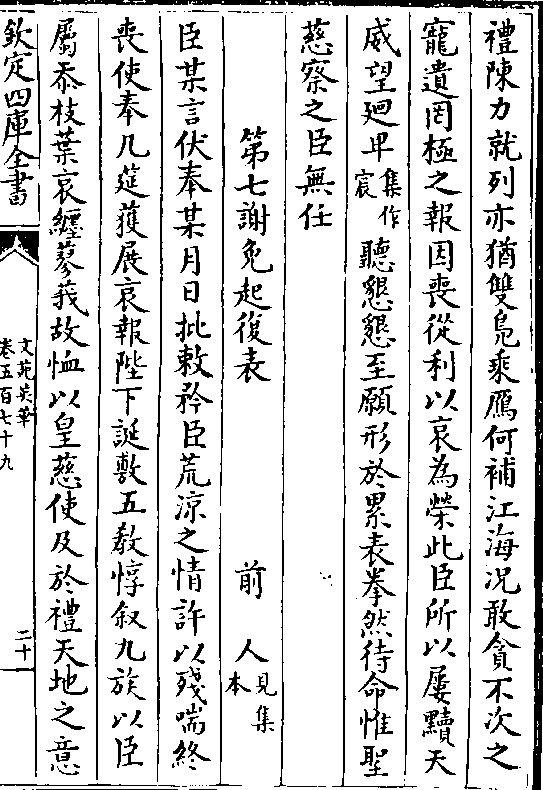 禮陳力就列亦猶雙鳬乘鴈何補江海况敢貪不次之
寵遺罔極之報因喪從利以哀為榮此臣所以屢黷天
威望廻卑集作宸聽懇懇至願形於累表拳然待命惟聖
慈察之臣無任
第七謝免起復表 前人見集本
臣某言伏奉某月日批敕矜臣荒凉之情許以殘喘終
喪使奉几筵獲展哀報陛下誕敷五教惇叙九族以臣
屬忝枝葉哀纏蓼莪故恤以皇慈使及於禮天地之意
欽定四庫全書
文苑英華
卷五百七十九
二十